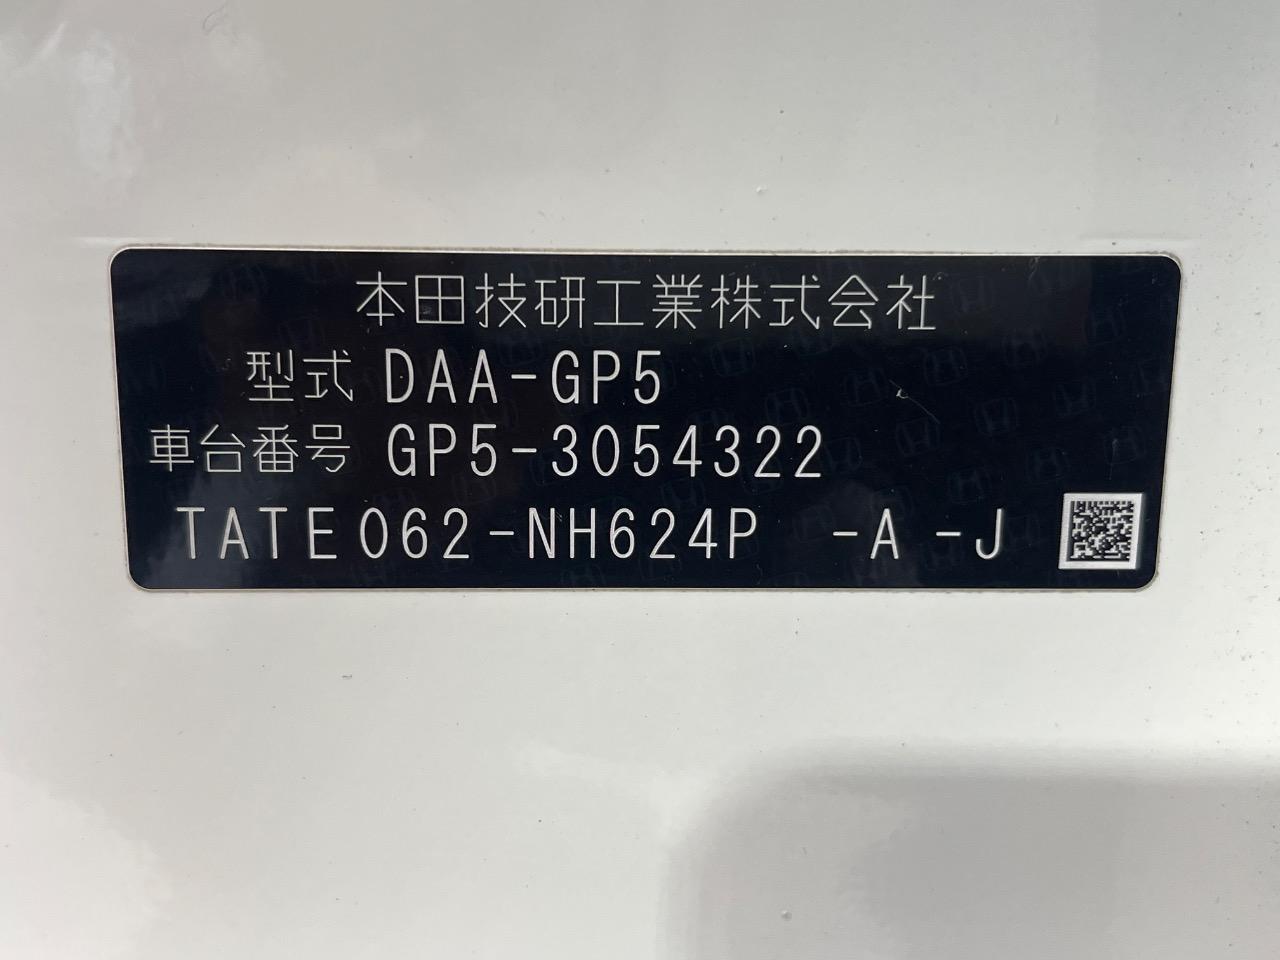 本田技研工業株式会社
型式 DAA-GP5
車台番号 GP5-3054322
TATE062-NH624P -A -J